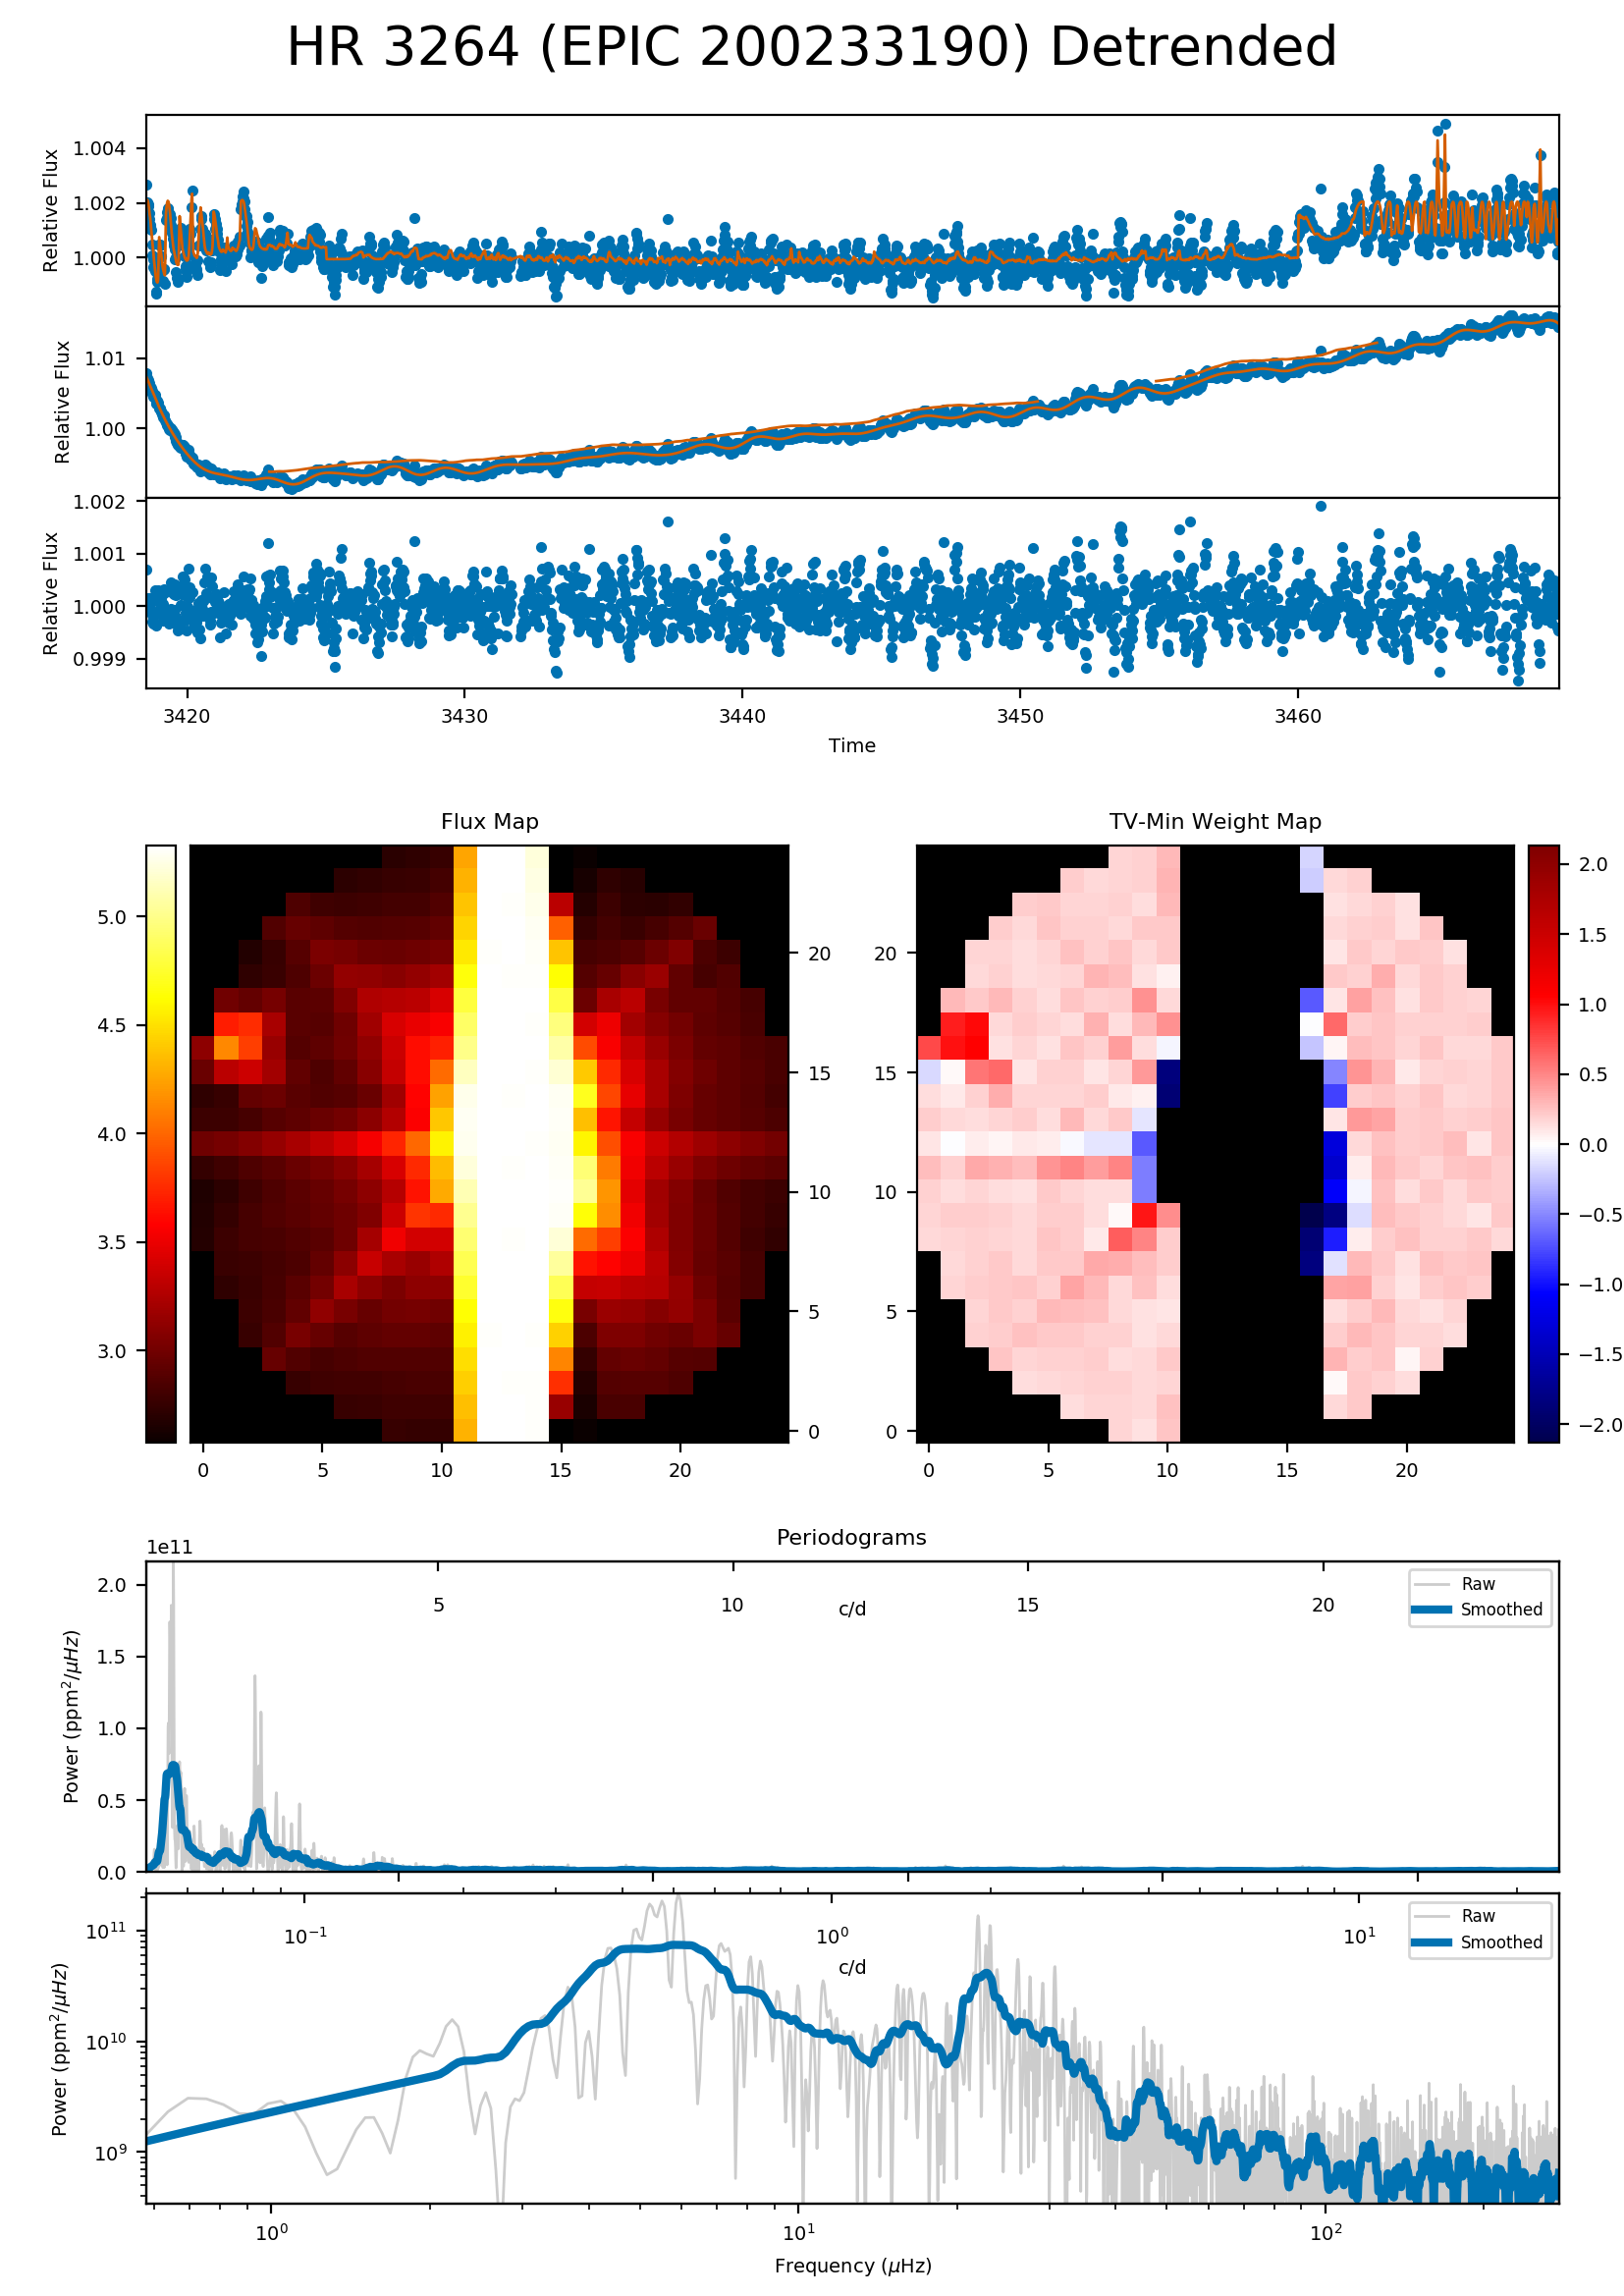 HR 3264 (EPIC 200233190) Detrended
Relative Flux
1.004
1.002
1.000
Relative Flux
1.01
1.00
Relative Flux
1.002
1.001
1.000
0.999
3420 3430 3440 3450 3460
Time
Flux Map
5.0
4.5
4.0
3.5
3.0
20
15
10
5
0
0 5 10 15 20
TV-Min Weight Map
20
15
10
5
0
0 5 10 15 20
2.0
1.5
1.0
0.5
0.0
−0.5
−1.0
−1.5
−2.0
Periodograms
1e11
Power (ppm²/μHz)
2.0
1.5
1.0
0.5
0.0
5 10 15 20
c/d
Raw
Smoothed
Power (ppm²/μHz)
10¹¹
10¹⁰
10⁹
10⁻¹ 10⁰ 10¹
c/d
Raw
Smoothed
10⁰ 10¹ 10²
Frequency (μHz)